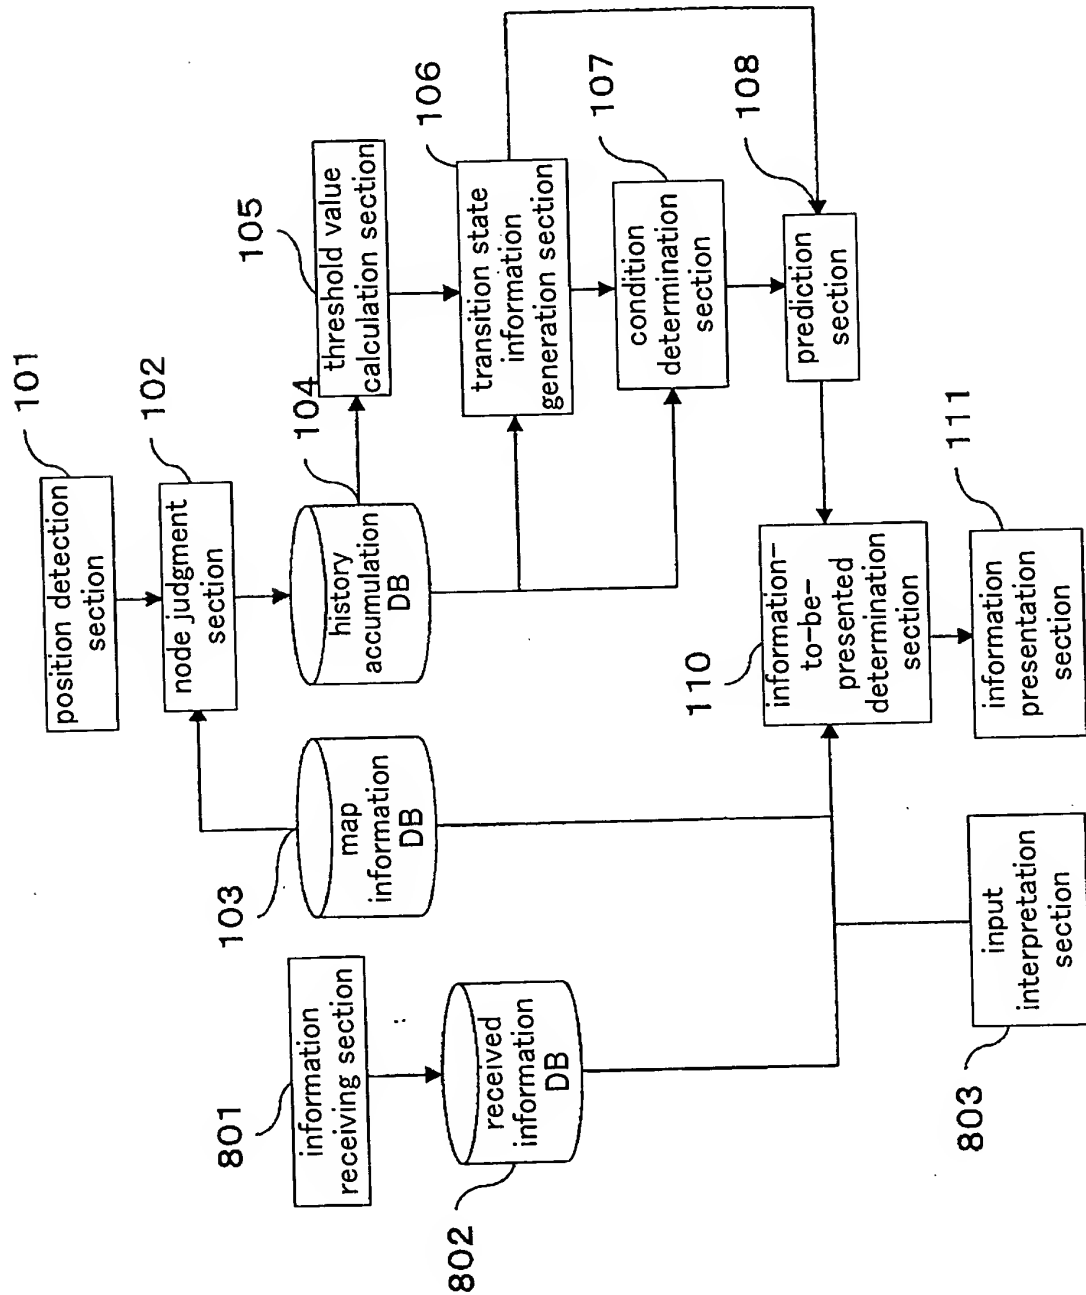 101
position detection
section
102
node judgment
section
103
map
information
DB
104
history
accumulation
DB
105
threshold value
calculation section
106
transition state
information
generation section
107
condition
determination
section
108
prediction
section
110
information-
to-be-
presented
determination
section
111
information
presentation
section
801
information
receiving section
802
received
information
DB
803
input
interpretation
section